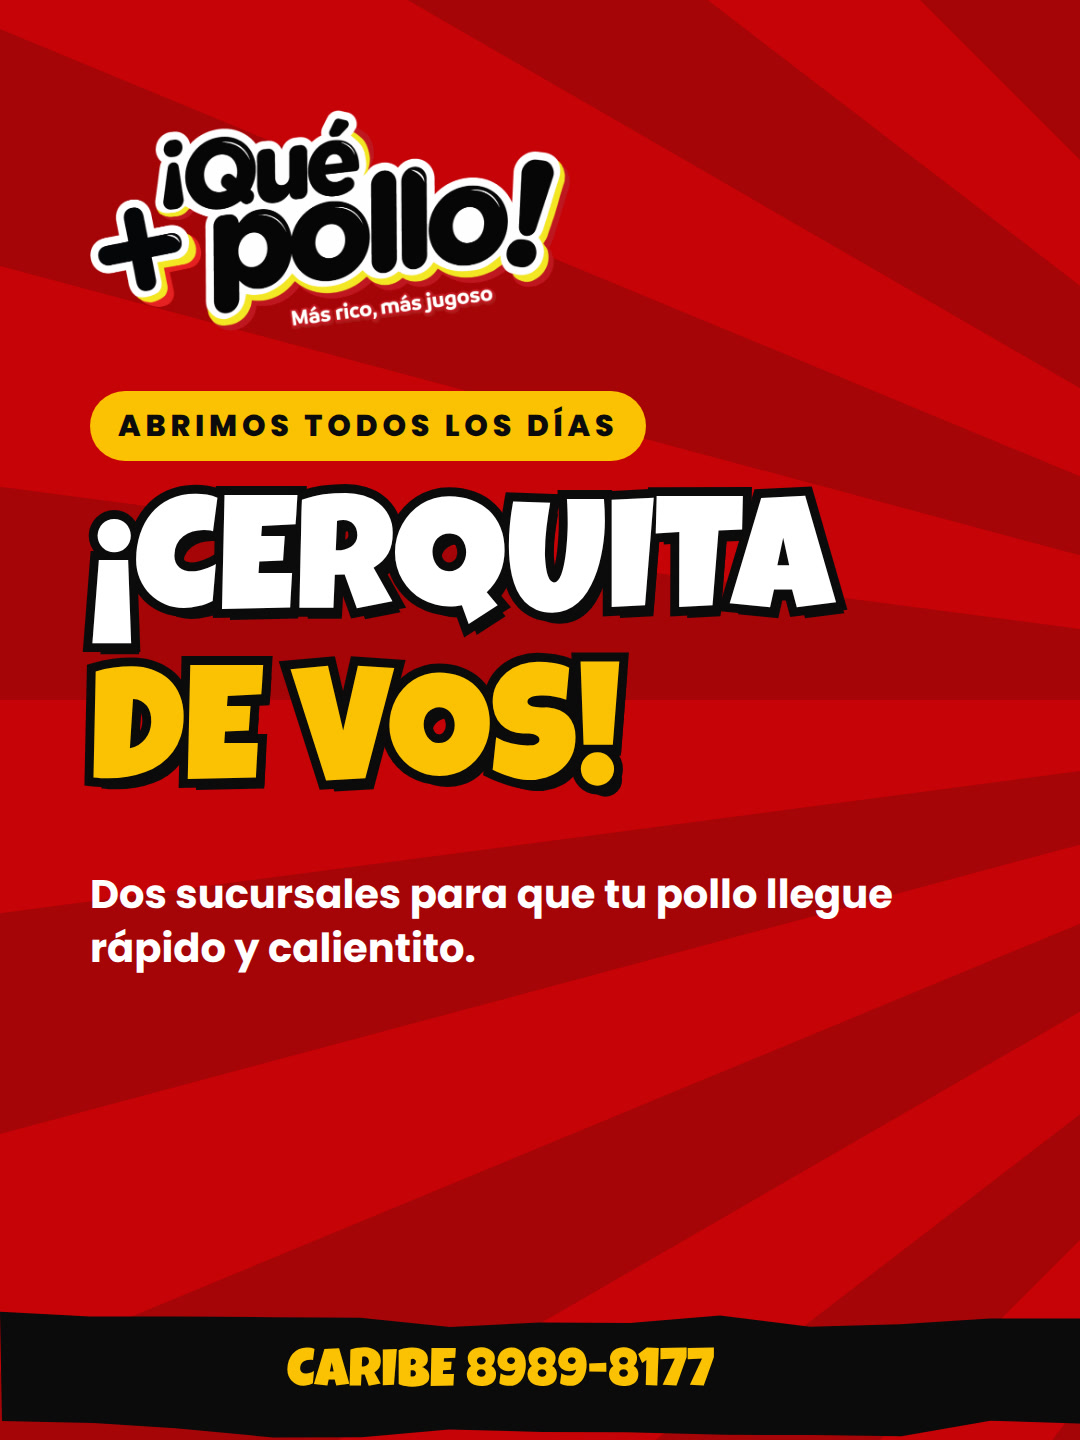 ¡Qué
+ pollo!
Más rico, más jugoso
ABRIMOS TODOS LOS DÍAS
¡CERQUITA
DE VOS!
Dos sucursales para que tu pollo llegue
rápido y calientito.
CARIBE 8989-8177